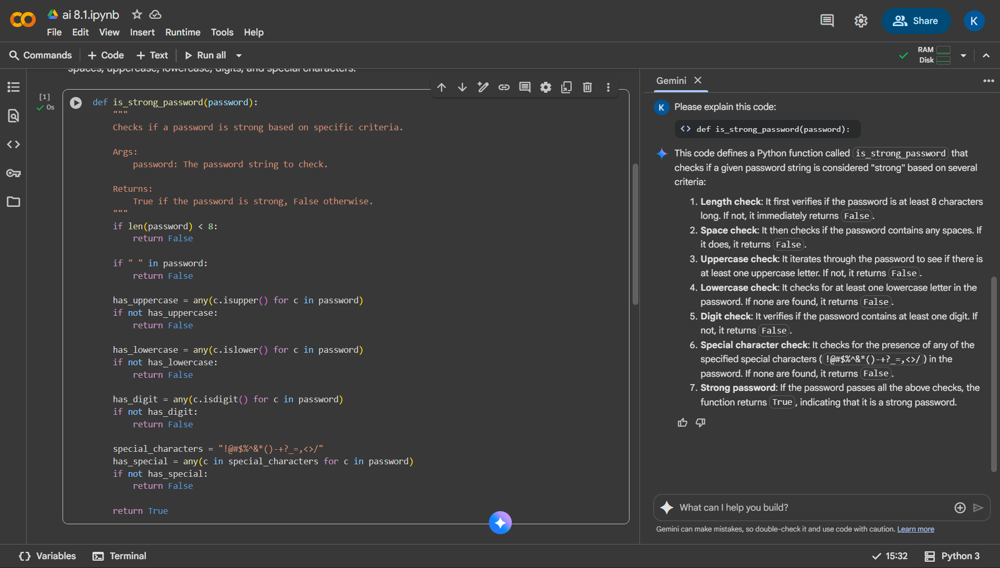 ai 8.1.ipynb
File Edit View Insert Runtime Tools Help
Share
K
Commands + Code + Text Run all
RAM
Disk
spaces, uppercase, lowercase, digits, and special characters.
[1]
0s
def is_strong_password(password):
"""
Checks if a password is strong based on specific criteria.
Args:
password: The password string to check.
Returns:
True if the password is strong, False otherwise.
"""
if len(password) < 8:
return False
if " " in password:
return False
has_uppercase = any(c.isupper() for c in password)
if not has_uppercase:
return False
has_lowercase = any(c.islower() for c in password)
if not has_lowercase:
return False
has_digit = any(c.isdigit() for c in password)
if not has_digit:
return False
special_characters = "!@#$%^&*()-+?_=,<>/"
has_special = any(c in special_characters for c in password)
if not has_special:
return False
return True
Gemini
K Please explain this code:
<> def is_strong_password(password):
This code defines a Python function called is_strong_password that
checks if a given password string is considered "strong" based on several
criteria:
1. Length check: It first verifies if the password is at least 8 characters
long. If not, it immediately returns False.
2. Space check: It then checks if the password contains any spaces. If
it does, it returns False.
3. Uppercase check: It iterates through the password to see if there is
at least one uppercase letter. If not, it returns False.
4. Lowercase check: It checks for at least one lowercase letter in the
password. If none are found, it returns False.
5. Digit check: It verifies if the password contains at least one digit. If
not, it returns False.
6. Special character check: It checks for the presence of any of the
specified special characters (!@#$%^&*()-+?_=,<>/) in the
password. If none are found, it returns False.
7. Strong password: If the password passes all the above checks, the
function returns True, indicating that it is a strong password.
What can I help you build?
Gemini can make mistakes, so double-check it and use code with caution. Learn more
{} Variables Terminal
15:32 Python 3